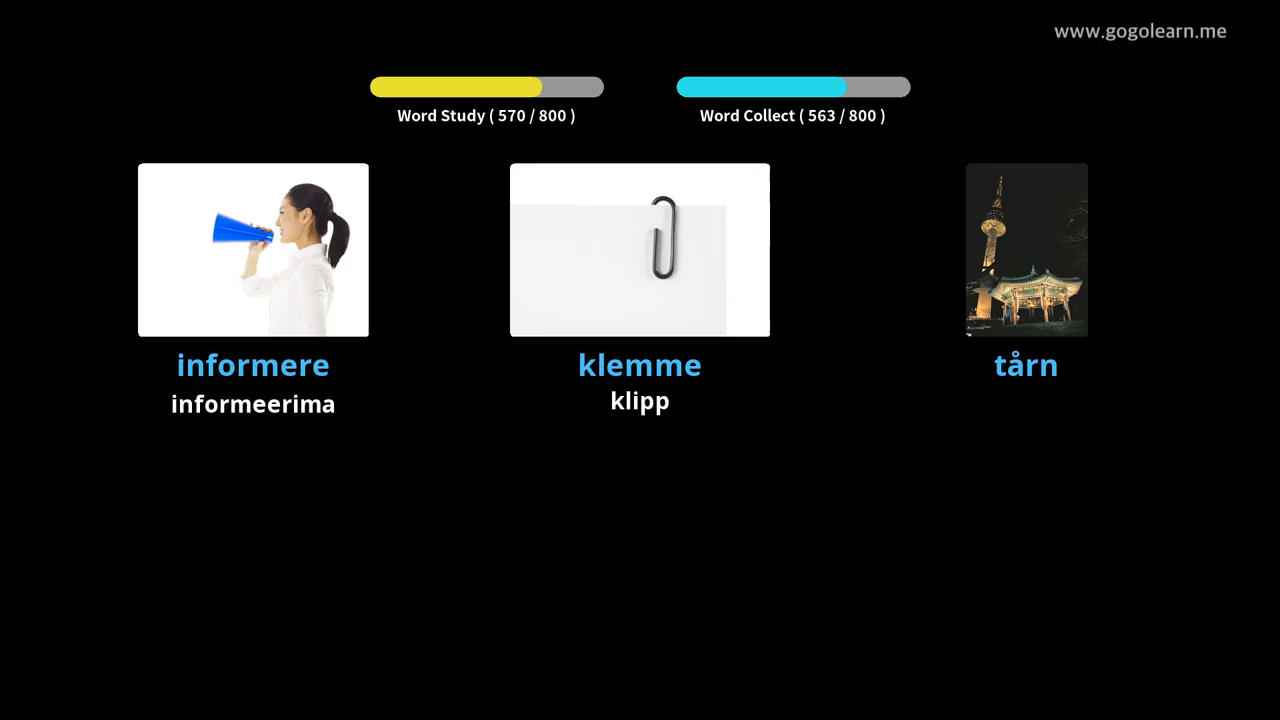 www.gogolearn.me
Word Study ( 570 / 800 )
Word Collect ( 563 / 800 )
informere
informeerima
klemme
klipp
tårn